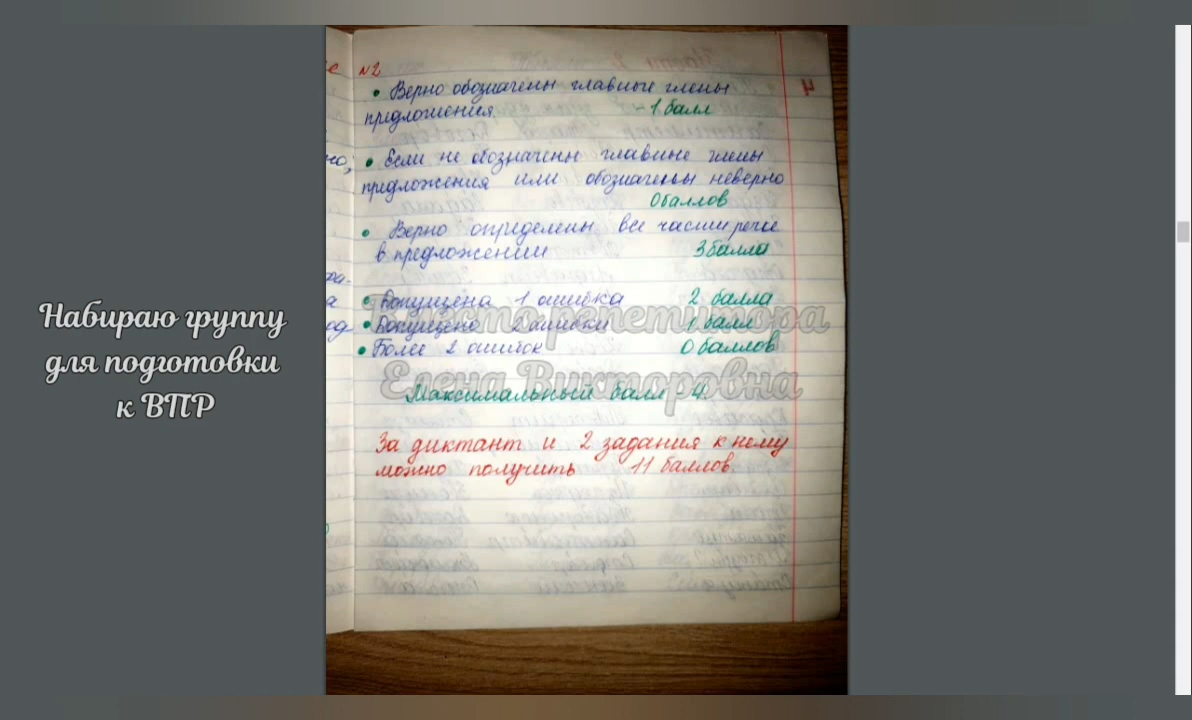 Набираю группу
для подготовки
к ВПР
№2
• Верно обозначены главные члены
предложения. – 1 балл
• Если не обозначены главные члены
предложения или обозначены неверно
0 баллов
• Верно определены все части речи
в предложении 3 балла
• Допущена 1 ошибка 2 балла
• Допущено 2 ошибки 1 балл
• Более 2 ошибок 0 баллов
Вместо репетитора
Елена Викторовна
Максимальный балл 4.
За диктант и 2 задания к нему
можно получить 11 баллов.